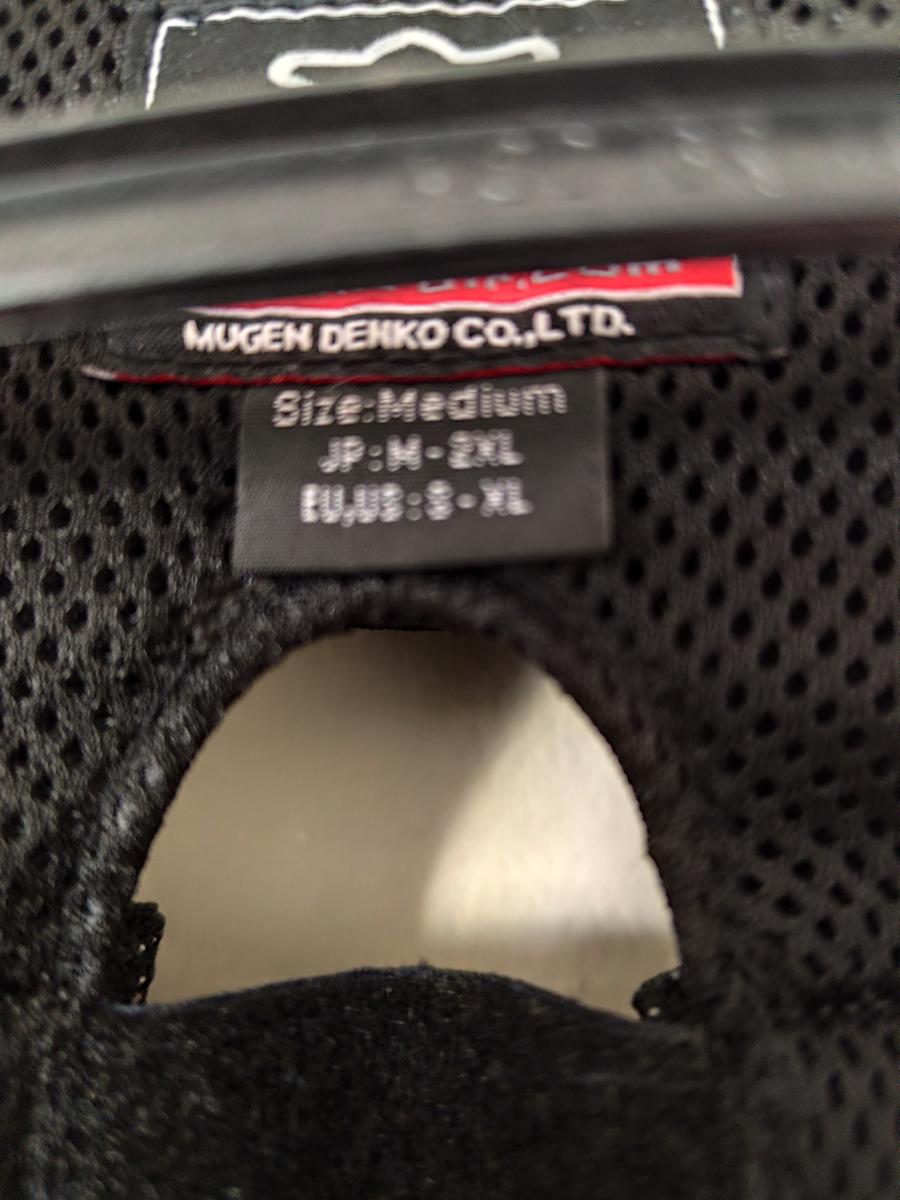 MUGEN DENKO CO.,LTD.
Size:Medium
JP:M-2XL
EU,US:S-XL